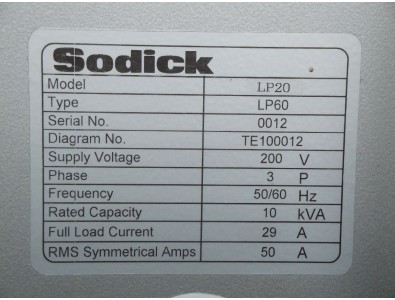 Sodick
Model LP20
Type LP60
Serial No. 0012
Diagram No. TE100012
Supply Voltage 200 V
Phase 3 P
Frequency 50/60 Hz
Rated Capacity 10 kVA
Full Load Current 29 A
RMS Symmetrical Amps 50 A